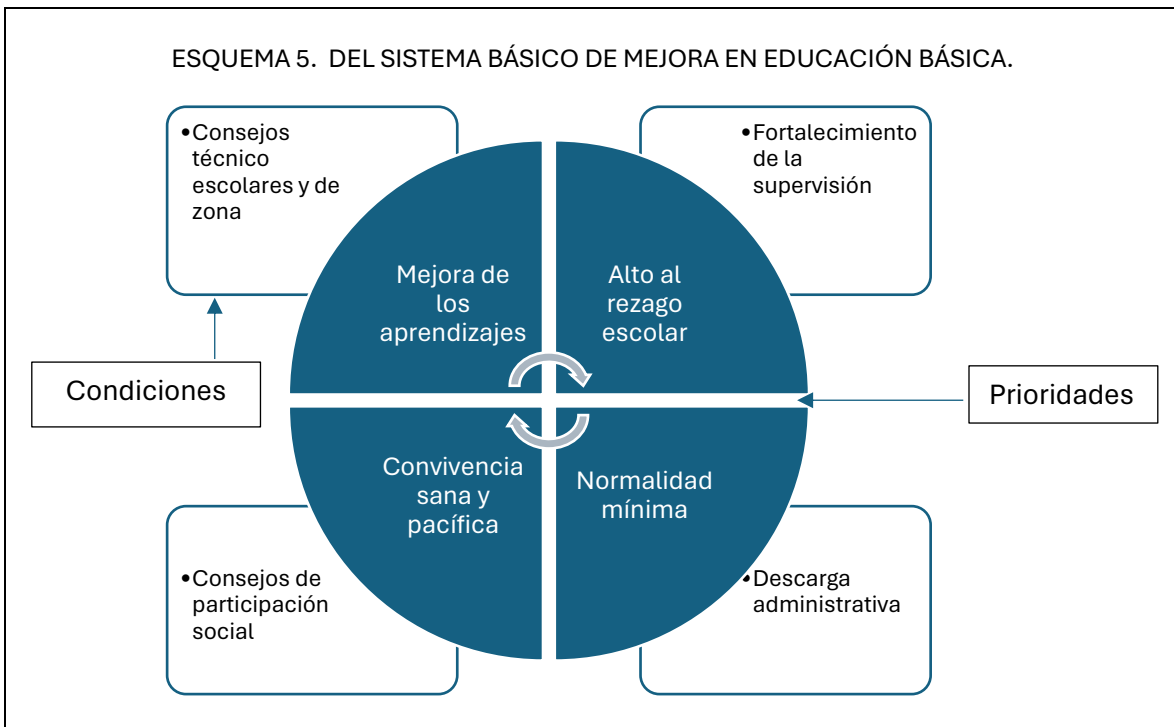 ESQUEMA 5.  DEL SISTEMA BÁSICO DE MEJORA EN EDUCACIÓN BÁSICA.
•Consejos
técnico
escolares y de
zona
•Fortalecimiento
de la
supervisión
Mejora de
los
aprendizajes
Alto al
rezago
escolar
Condiciones
Prioridades
Convivencia
sana y
pacífica
Normalidad
mínima
•Consejos de
participación
social
•Descarga
administrativa